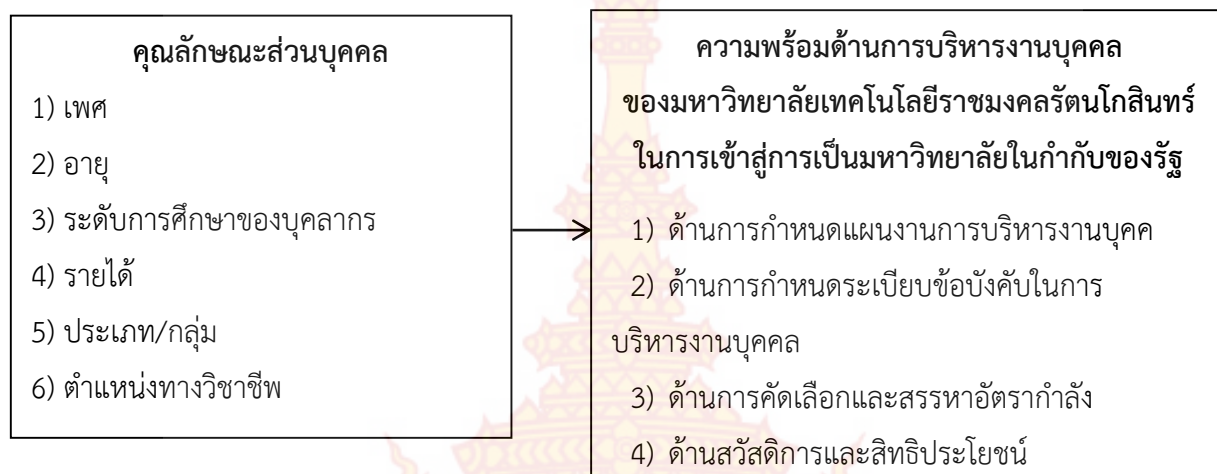 คุณลักษณะส่วนบุคคล
1) เพศ
2) อายุ
3) ระดับการศึกษาของบุคลากร
4) รายได้
5) ประเภท/กลุ่ม
6) ตำแหน่งทางวิชาชีพ
ความพร้อมด้านการบริหารงานบุคคล
ของมหาวิทยาลัยเทคโนโลยีราชมงคลรัตนโกสินทร์
ในการเข้าสู่การเป็นมหาวิทยาลัยในกำกับของรัฐ
1) ด้านการกำหนดแผนงานการบริหารงานบุคค
2) ด้านการกำหนดระเบียบข้อบังคับในการ
บริหารงานบุคคล
3) ด้านการคัดเลือกและสรรหาอัตรากำลัง
4) ด้านสวัสดิการและสิทธิประโยชน์